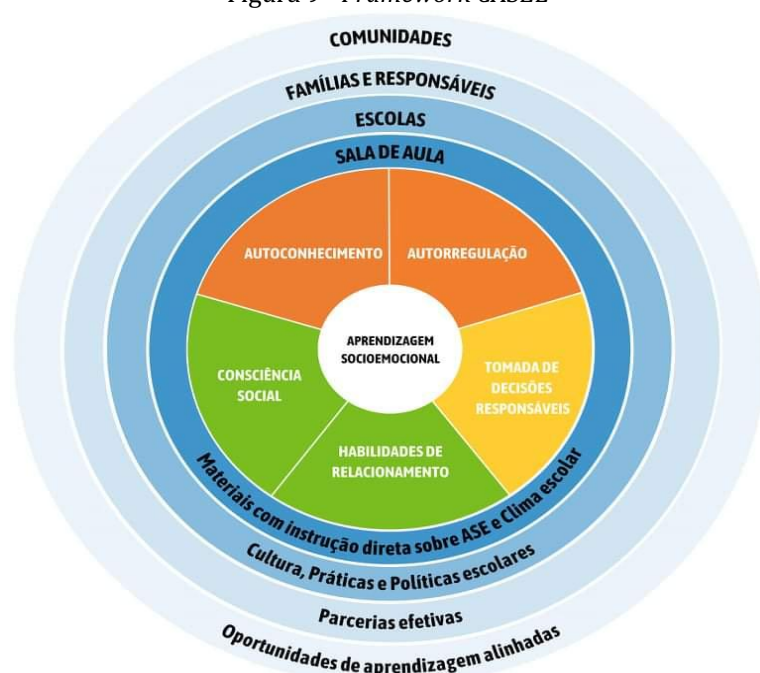 Figura 9 - Framework CASEL
COMUNIDADES
FAMÍLIAS E RESPONSÁVEIS
ESCOLAS
SALA DE AULA
AUTOCONHECIMENTO
AUTORREGULAÇÃO
APRENDIZAGEM
SOCIOEMOCIONAL
CONSCIÊNCIA
SOCIAL
TOMADA DE
DECISÕES
RESPONSÁVEIS
HABILIDADES DE
RELACIONAMENTO
Materiais com instrução direta sobre ASE e Clima escolar
Cultura, Práticas e Políticas escolares
Parcerias efetivas
Oportunidades de aprendizagem alinhadas